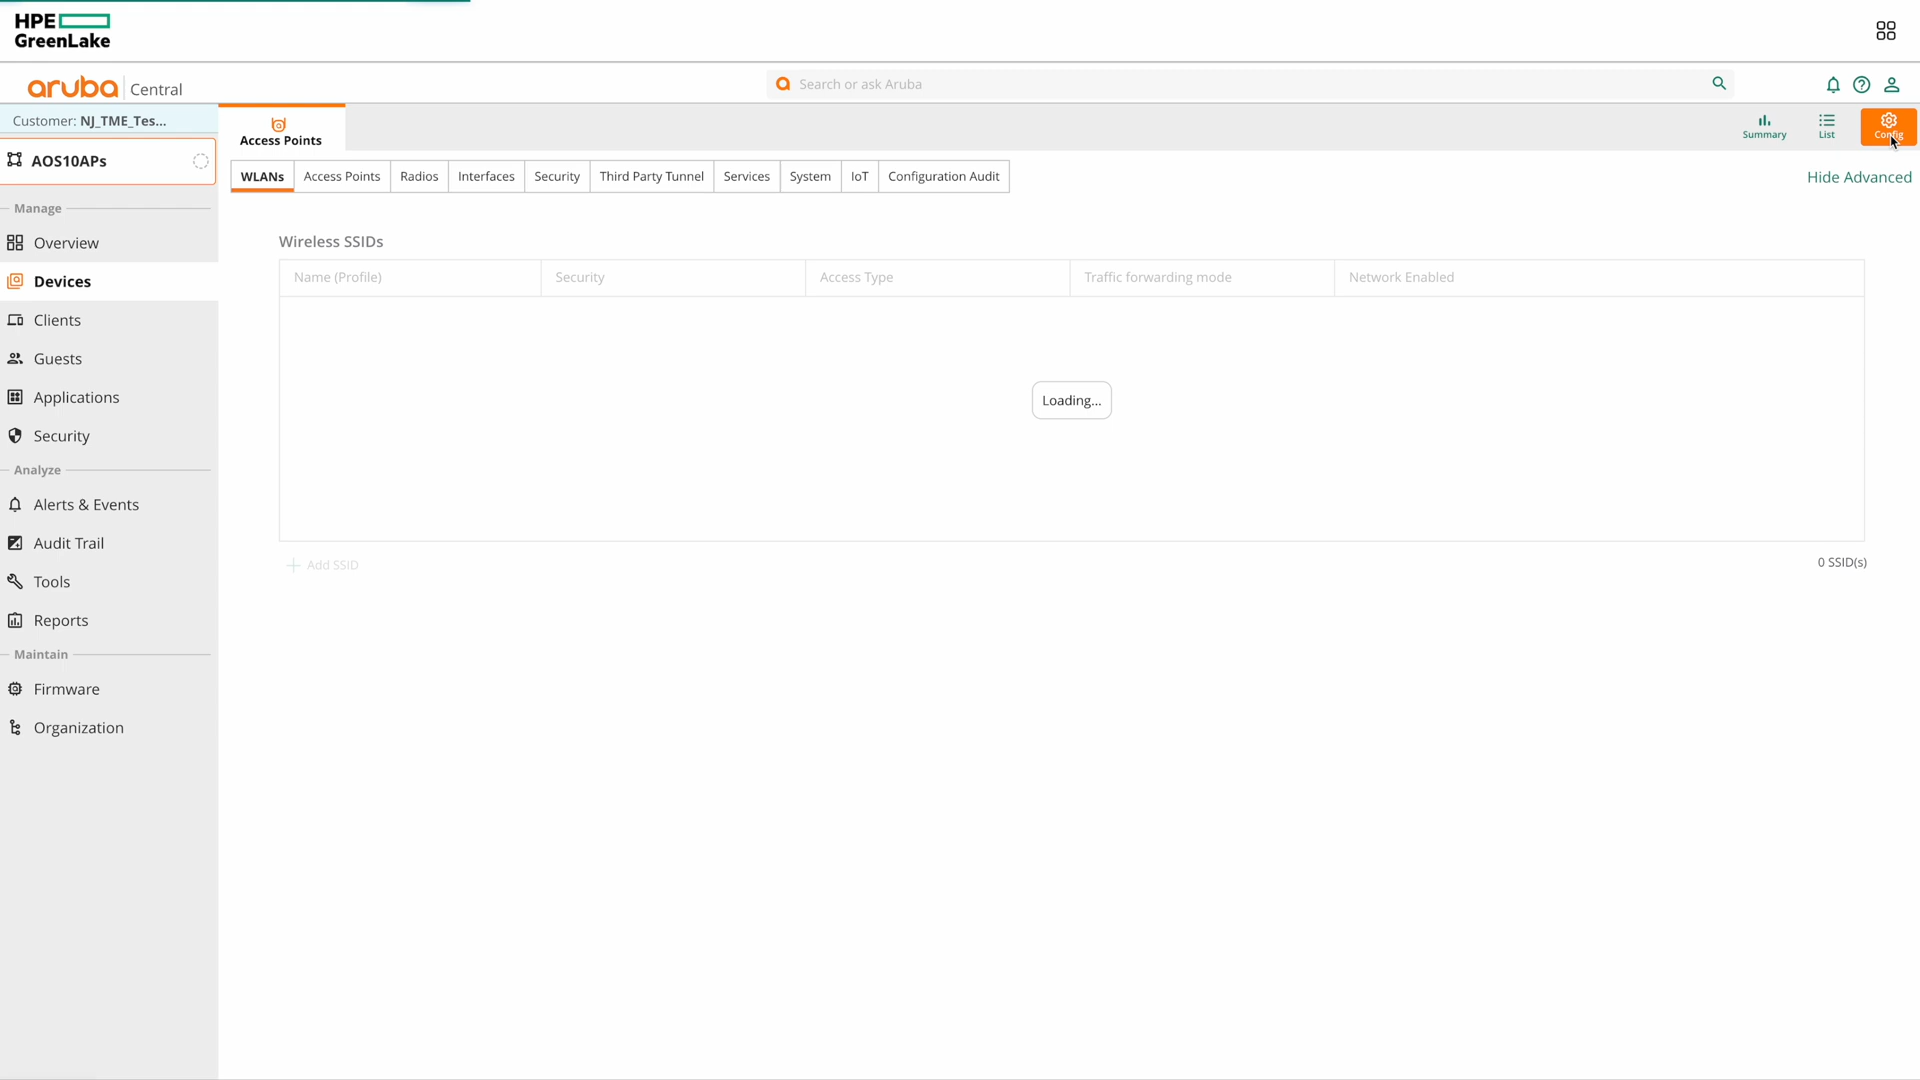 HPE
GreenLake
aruba Central
Search or ask Aruba
Customer: NJ_TME_Tes...
AOS10APs
Access Points
Summary
List
Config
WLANs
Access Points
Radios
Interfaces
Security
Third Party Tunnel
Services
System
IoT
Configuration Audit
Hide Advanced
Manage
Overview
Devices
Clients
Guests
Applications
Security
Analyze
Alerts & Events
Audit Trail
Tools
Reports
Maintain
Firmware
Organization
Wireless SSIDs
Name (Profile)
Security
Access Type
Traffic forwarding mode
Network Enabled
Loading...
Add SSID
0 SSID(s)